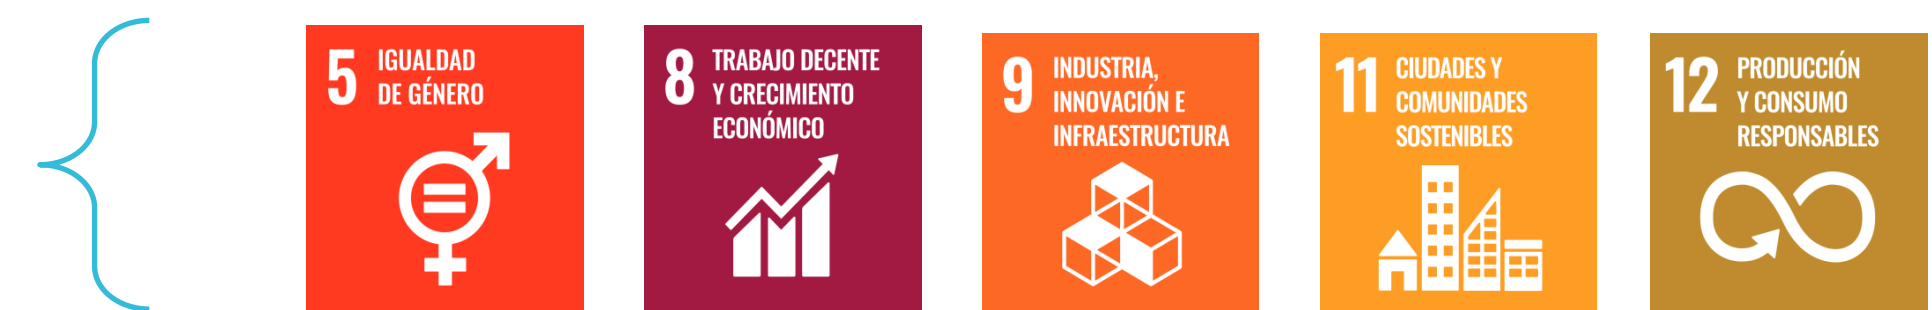 5 IGUALDAD
DE GÉNERO
8 TRABAJO DECENTE
Y CRECIMIENTO
ECONÓMICO
9 INDUSTRIA,
INNOVACIÓN E
INFRAESTRUCTURA
11 CIUDADES Y
COMUNIDADES
SOSTENIBLES
12 PRODUCCIÓN
Y CONSUMO
RESPONSABLES